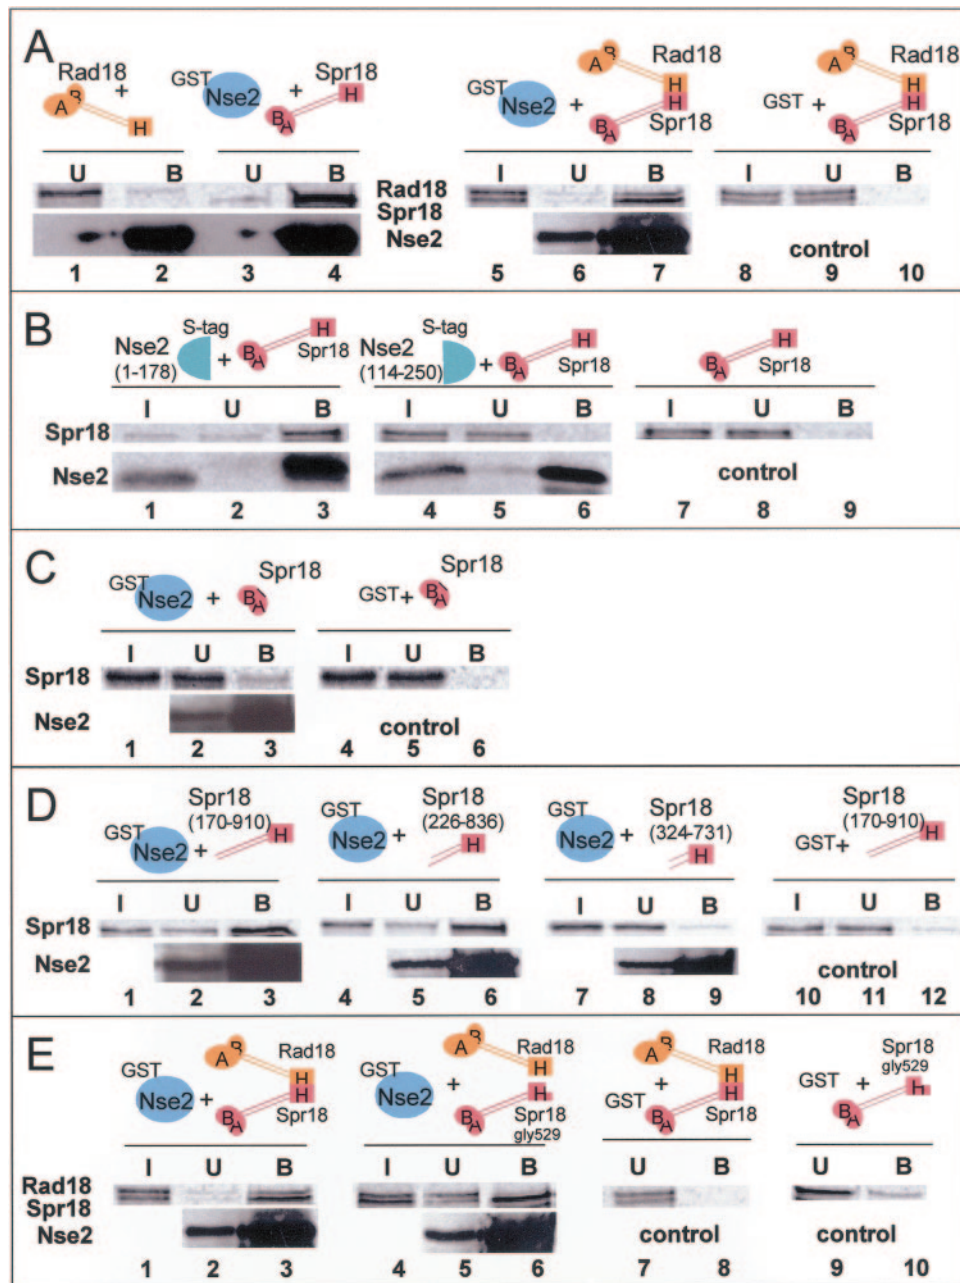 A
Rad18 +
A B H
GST Nse2 + Spr18
B A H
GST Nse2 + A B Rad18 H
H B A Spr18
GST + A B Rad18 H
H B A Spr18
U B U B I U B I U B
Rad18
Spr18
Nse2
control
1 2 3 4 5 6 7 8 9 10
B
S-tag
Nse2 + B A H
(1-178) Spr18
S-tag
Nse2 + B A H
(114-250) Spr18
B A H
Spr18
I U B I U B I U B
Spr18
Nse2
control
1 2 3 4 5 6 7 8 9
C
GST Nse2 + B A Spr18
GST + B A Spr18
I U B I U B
Spr18
Nse2
control
1 2 3 4 5 6
D
GST Nse2 + Spr18
(170-910) H
GST Nse2 + Spr18
(226-836) H
GST Nse2 + Spr18
(324-731) H
GST + Spr18
(170-910) H
I U B I U B I U B I U B
Spr18
Nse2
control
1 2 3 4 5 6 7 8 9 10 11 12
E
GST Nse2 + A B Rad18 H
H B A Spr18
GST Nse2 + A B Rad18 H
H B A Spr18
gly529
GST + A B Rad18 H
H B A Spr18
GST + Spr18
gly529
B A
I U B I U B U B U B
Rad18
Spr18
Nse2
control control
1 2 3 4 5 6 7 8 9 10